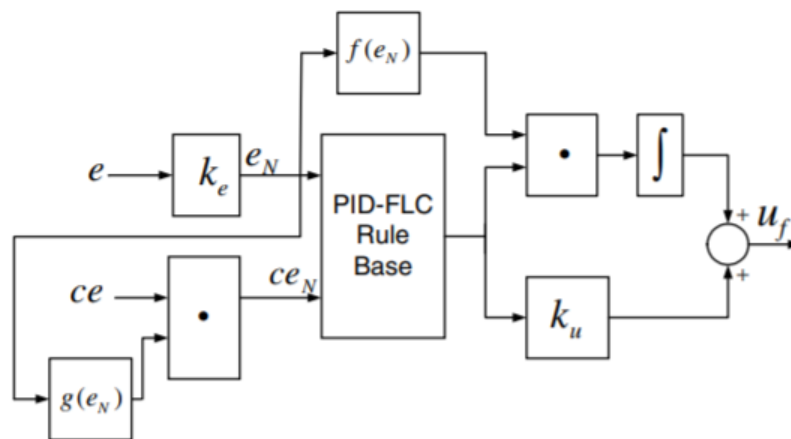 f(e_N)
e
k_e
e_N
PID-FLC
Rule
Base
•
∫
+
u_f
+
ce
•
ce_N
k_u
g(e_N)